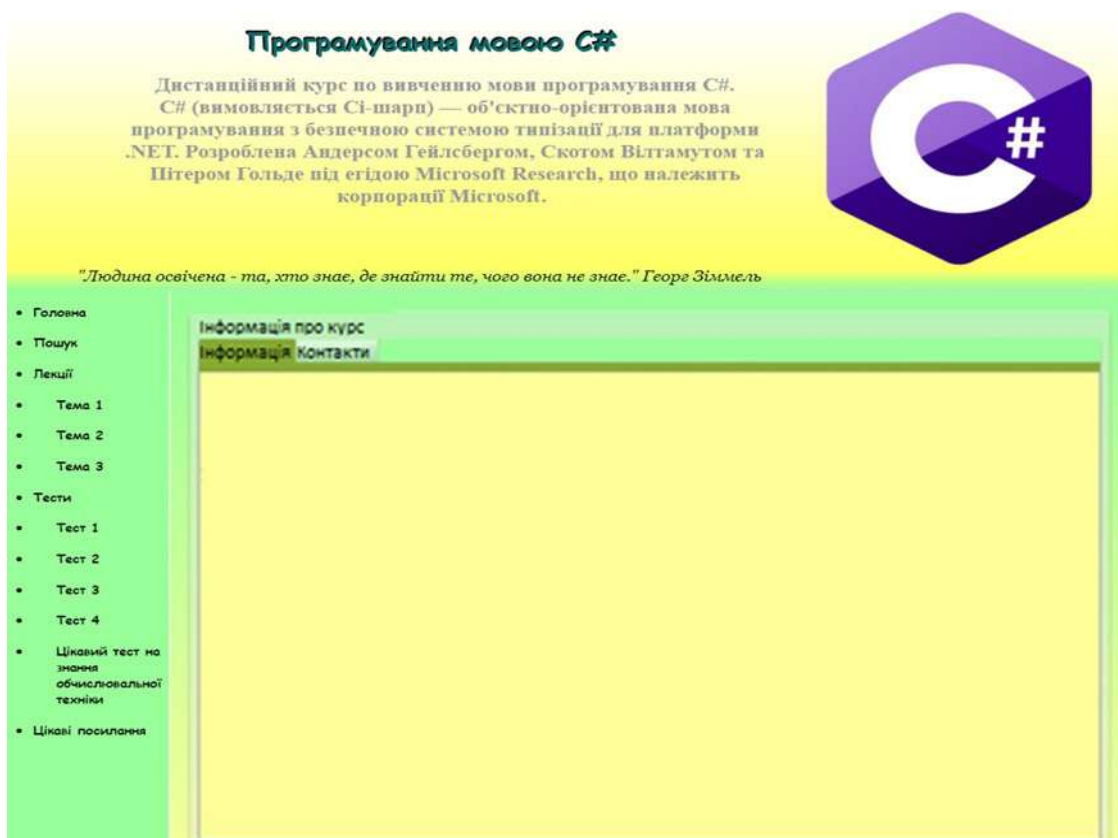 Програмування мовою C#
Дистанційний курс по вивченню мови програмування C#.
C# (вимовляється Сі-шарп) — об'єктно-орієнтована мова
програмування з безпечною системою типізації для платформи
.NET. Розроблена Андерсом Гейлсбергом, Скотом Вілтамутом та
Пітером Гольде під егідою Microsoft Research, що належить
корпорації Microsoft.
C#
"Людина освічена - та, хто знає, де знайти те, чого вона не знає." Георг Зіммель
• Головна
• Пошук
• Лекції
• Тема 1
• Тема 2
• Тема 3
• Тести
• Тест 1
• Тест 2
• Тест 3
• Тест 4
• Цікавий тест на
знання
обчислювальної
техніки
• Цікаві посилання
Інформація про курс
Інформація Контакти